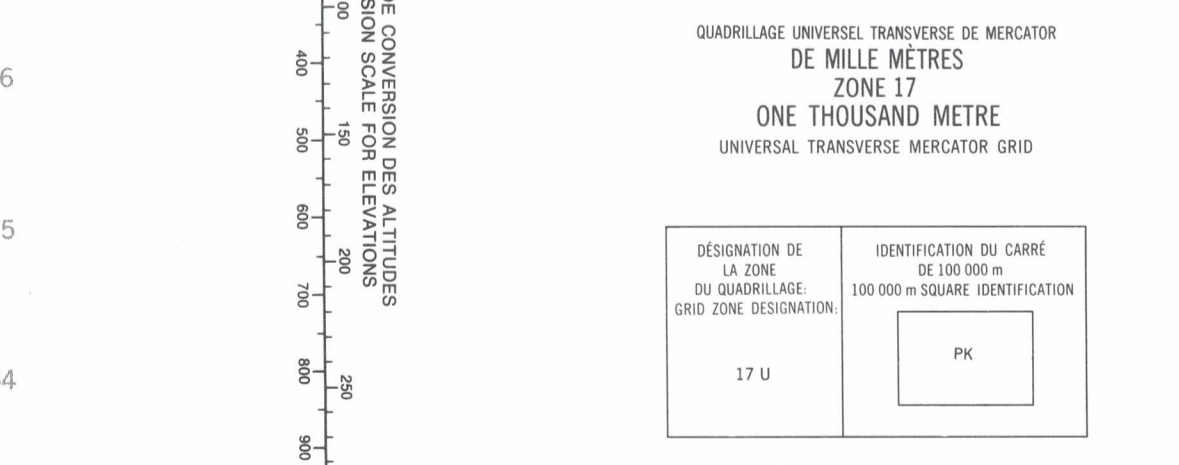 QUADRILLAGE UNIVERSEL TRANSVERSE DE MERCATOR
DE MILLE MÈTRES
ZONE 17
ONE THOUSAND METRE
UNIVERSAL TRANSVERSE MERCATOR GRID
DÉSIGNATION DE
LA ZONE
DU QUADRILLAGE:
GRID ZONE DESIGNATION:
17 U
IDENTIFICATION DU CARRÉ
DE 100 000 m
100 000 m SQUARE IDENTIFICATION
PK
CONVERSION DES ALTITUDES
SCALE FOR ELEVATIONS
150
200
250
400
500
600
700
800
900
6
5
4